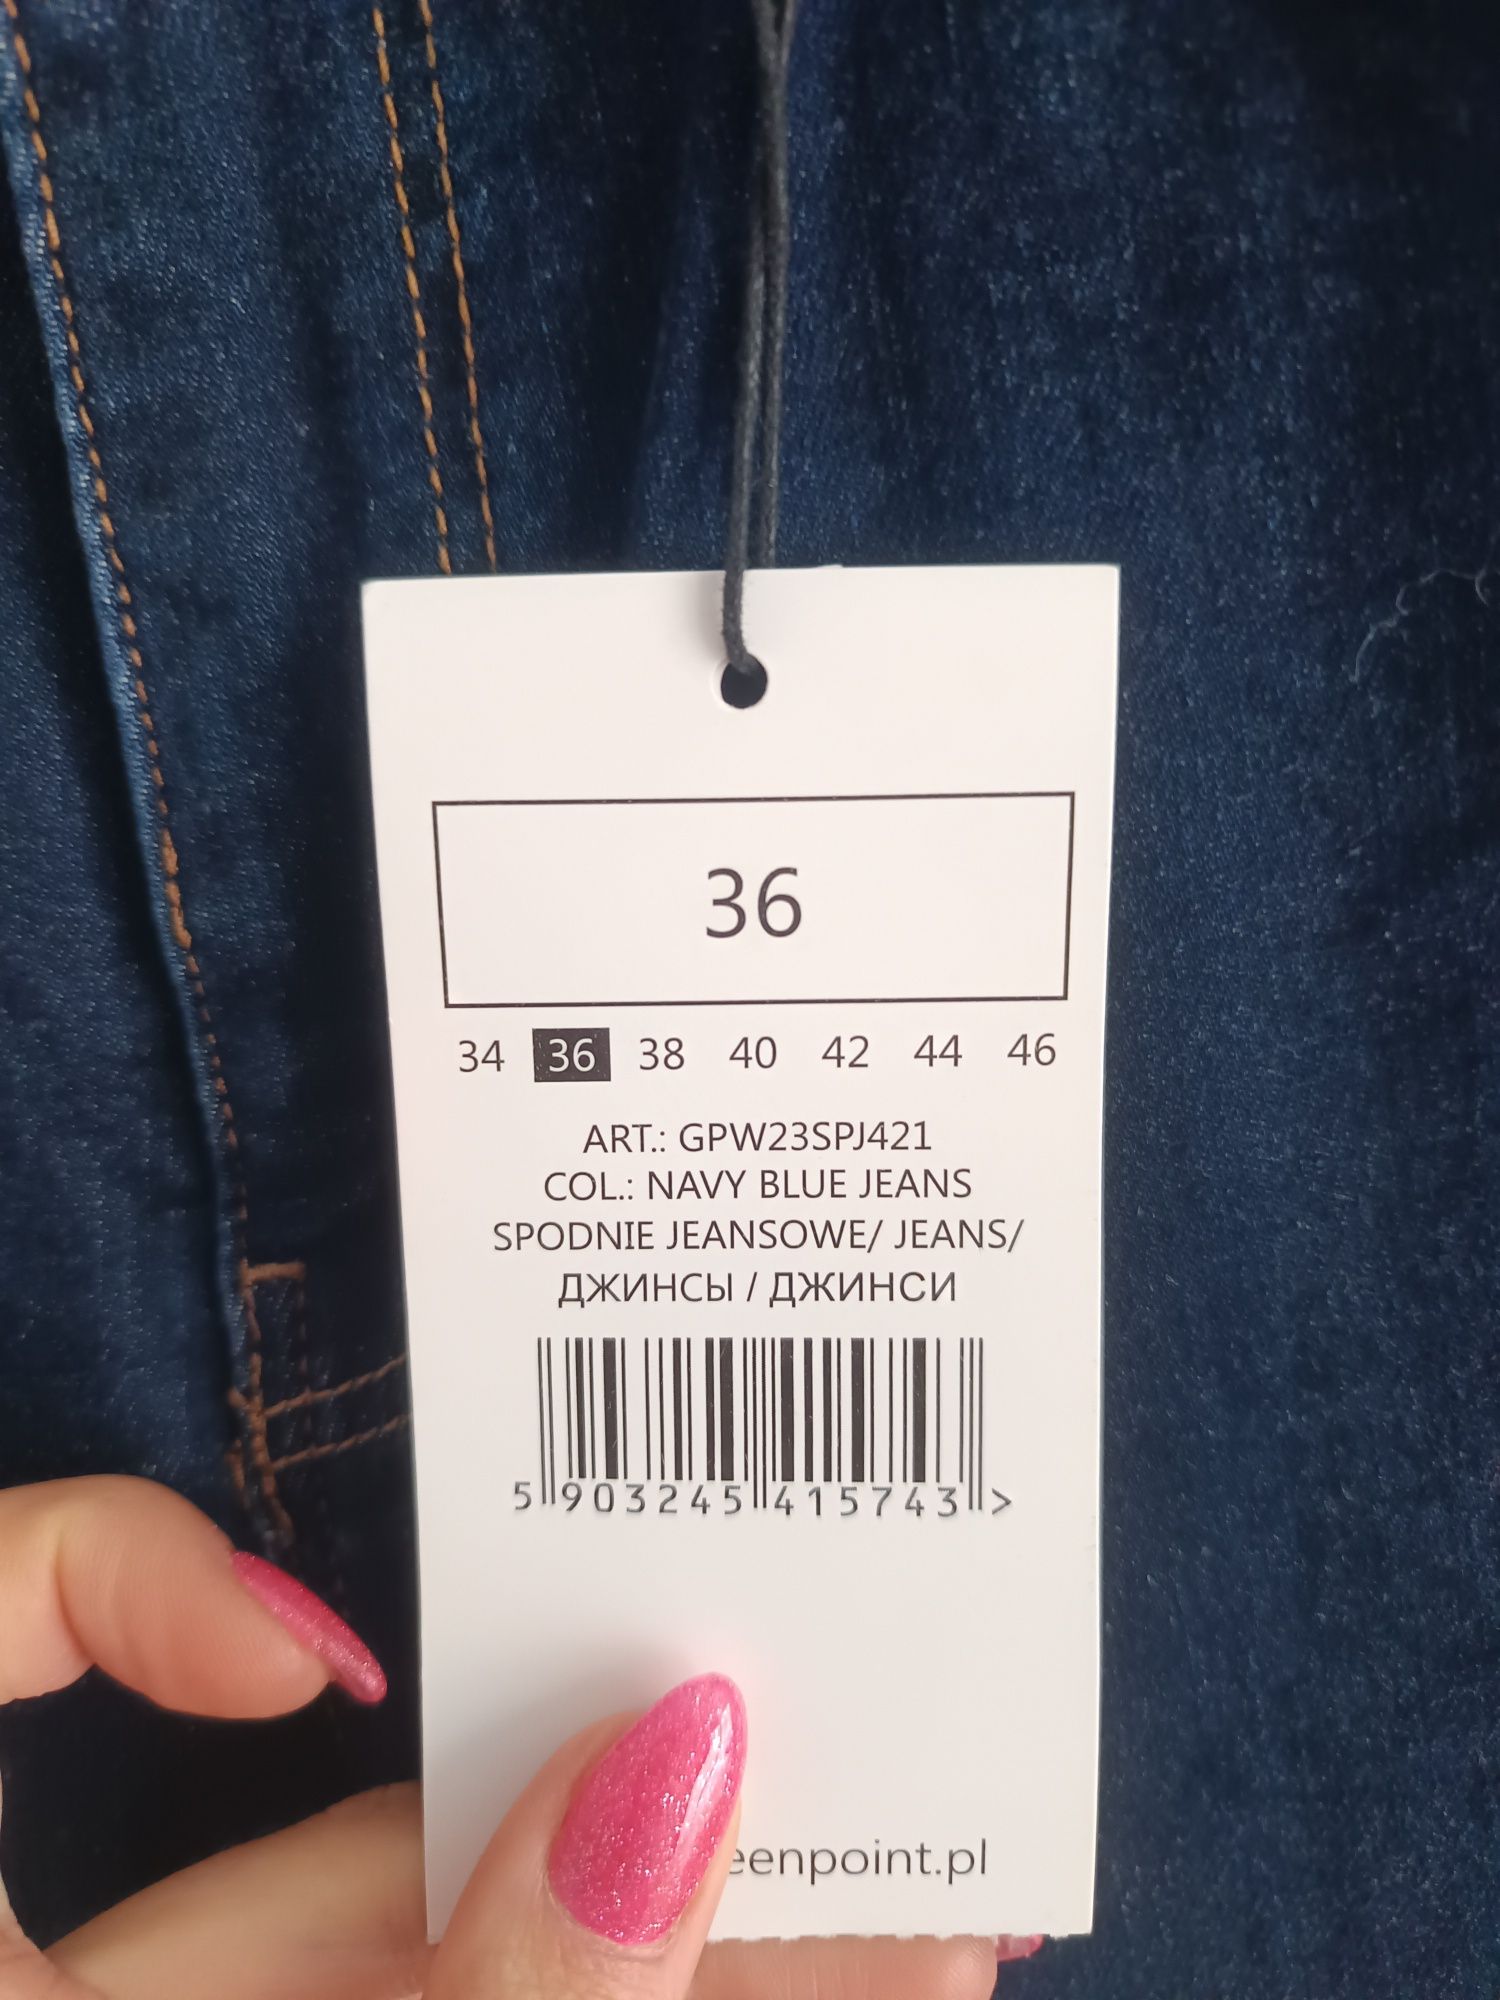 36
34 36 38 40 42 44 46
ART.: GPW23SPJ421
COL.: NAVY BLUE JEANS
SPODNIE JEANSOWE/ JEANS/
ДЖИНСЫ / ДЖИНСИ
5 903245 415743 >
eenpoint.pl